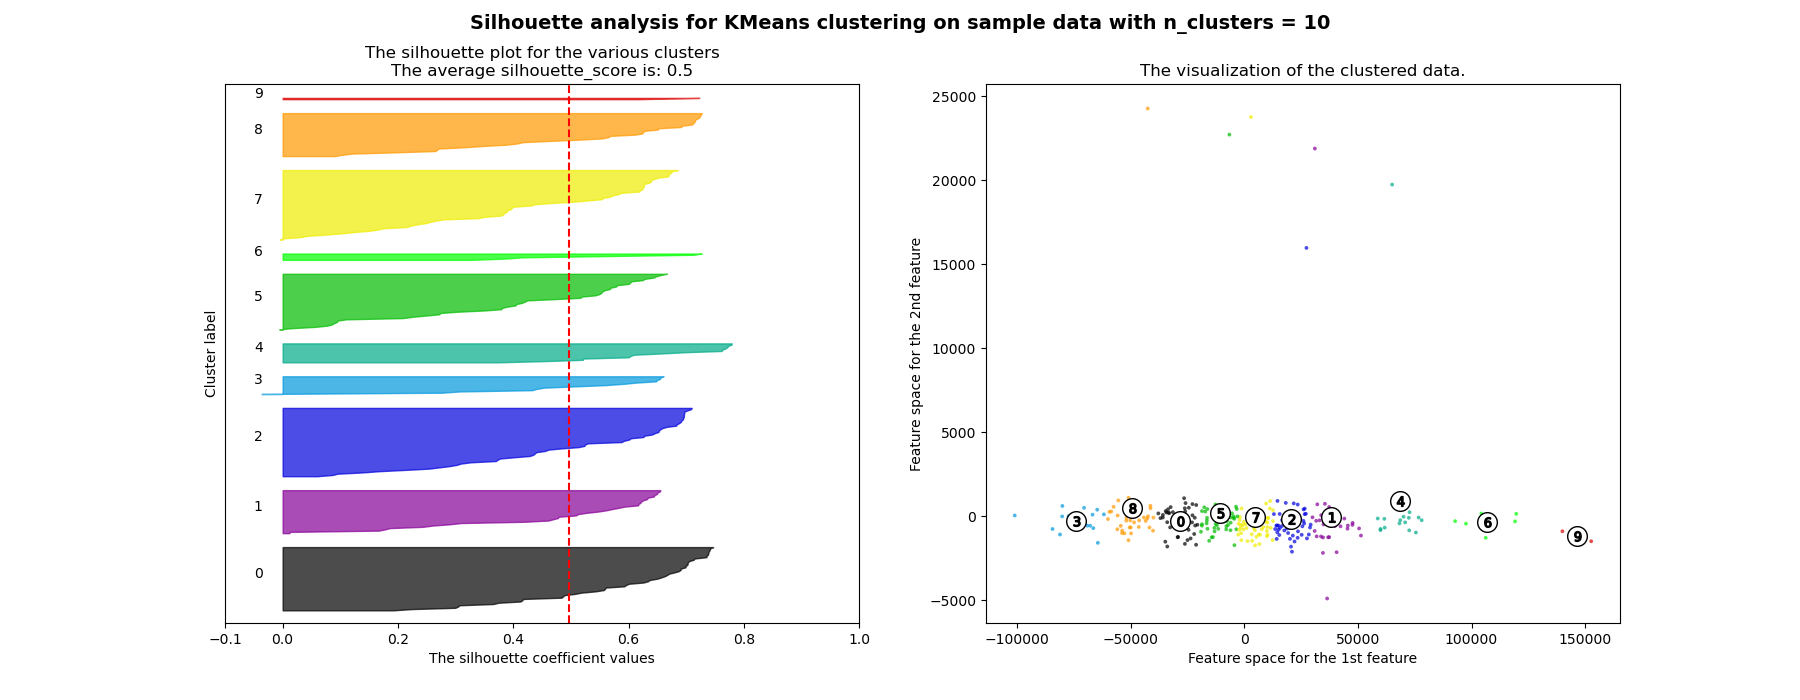 Silhouette analysis for KMeans clustering on sample data with n_clusters = 10
The silhouette plot for the various clusters
The average silhouette_score is: 0.5
Cluster label
9
8
7
6
5
4
3
2
1
0
−0.1 0.0 0.2 0.4 0.6 0.8 1.0
The silhouette coefficient values
The visualization of the clustered data.
Feature space for the 2nd feature
25000
20000
15000
10000
5000
0
−5000
3 8 0 5 7 2 1 4 6 9
−100000 −50000 0 50000 100000 150000
Feature space for the 1st feature